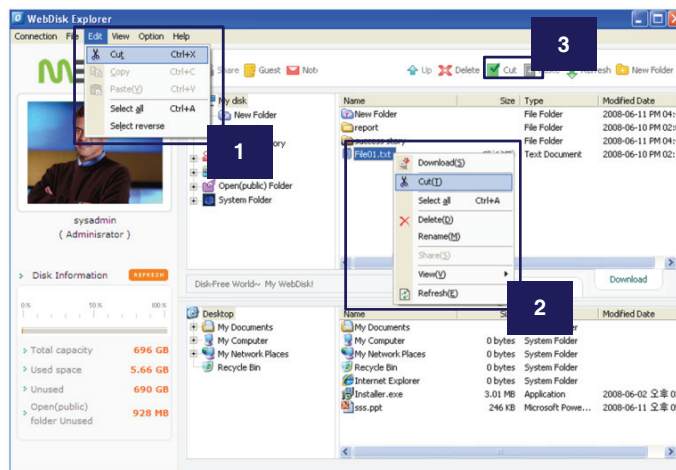 WebDisk Explorer
Connection File Edit View Option Help
Cut Ctrl+X
Copy Ctrl+C
Paste(V) Ctrl+V
Select all Ctrl+A
Select reverse
1
2
3
Share Guest Note
Up Delete Cut New Folder
My disk
New Folder
Open(public) Folder
System Folder
Name Size Type Modified Date
New Folder File Folder 2008-06-11 PM 04:
report File Folder 2008-06-10 PM 02:
success story File Folder 2008-06-11 PM 04:
File01.txt Text Document 2008-06-10 PM 02:
Download(S)
Cut(T)
Select all Ctrl+A
Delete(D)
Rename(M)
Share(S)
View(V)
Refresh(E)
sysadmin
( Adminisrator )
Disk Information REFRESH
0% 50% 100%
Total capacity 696 GB
Used space 5.66 GB
Unused 690 GB
Open(public) folder Unused 928 MB
Disk-Free World~ My WebDisk!
Download
Desktop
My Documents
My Computer
My Network Places
Recycle Bin
Name Modified Date
My Documents
My Computer 0 bytes System Folder
My Network Places 0 bytes System Folder
Recycle Bin 0 bytes System Folder
Internet Explorer 0 bytes System Folder
Installer.exe 3.01 MB Application 2008-06-02 오후 0
sss.ppt 246 KB Microsoft Powe... 2008-06-11 오후 0